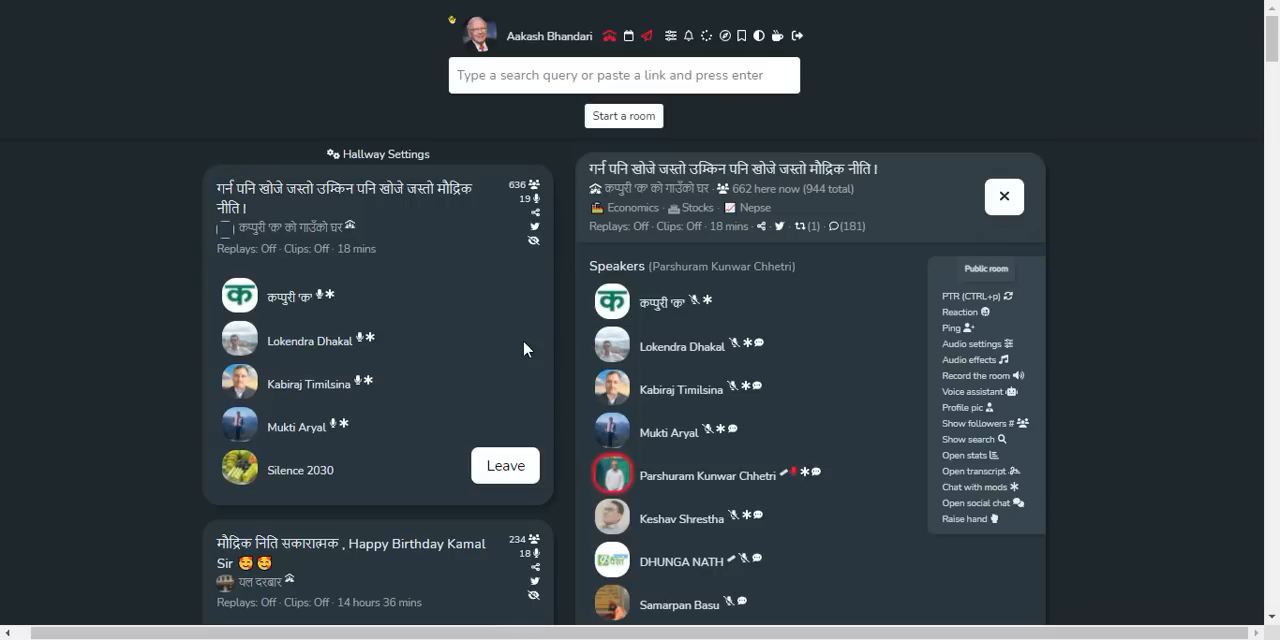 Aakash Bhandari
Type a search query or paste a link and press enter
Start a room
Hallway Settings
गर्न पनि खोजे जस्तो उम्किन पनि खोजे जस्तो मौद्रिक
नीति ।
636
19
कप्पुरी 'क' को गाउँको घर
Replays: Off · Clips: Off · 18 mins
कप्पुरी 'क'
Lokendra Dhakal
Kabiraj Timilsina
Mukti Aryal
Silence 2030
Leave
मौद्रिक निति सकारात्मक , Happy Birthday Kamal
Sir 🥰 🥰
234
18
यल दरबार
Replays: Off · Clips: Off · 14 hours 36 mins
गर्न पनि खोजे जस्तो उम्किन पनि खोजे जस्तो मौद्रिक नीति ।
कप्पुरी 'क' को गाउँको घर · 662 here now (944 total)
Economics · Stocks · Nepse
Replays: Off · Clips: Off · 18 mins · (1) · (181)
Speakers (Parshuram Kunwar Chhetri)
कप्पुरी 'क'
Lokendra Dhakal
Kabiraj Timilsina
Mukti Aryal
Parshuram Kunwar Chhetri
Keshav Shrestha
DHUNGA NATH
Samarpan Basu
Public room
PTR (CTRL+p)
Reaction
Ping
Audio settings
Audio effects
Record the room
Voice assistant
Profile pic
Show followers #
Show search
Open stats
Open transcript
Chat with mods
Open social chat
Raise hand